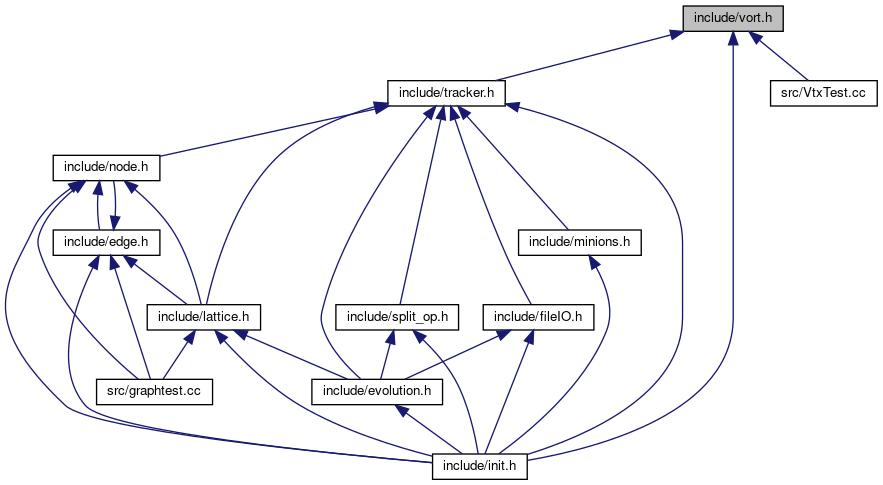 include/vort.h
include/tracker.h
src/VtxTest.cc
include/node.h
include/edge.h
include/minions.h
include/lattice.h
include/split_op.h
include/fileIO.h
src/graphtest.cc
include/evolution.h
include/init.h